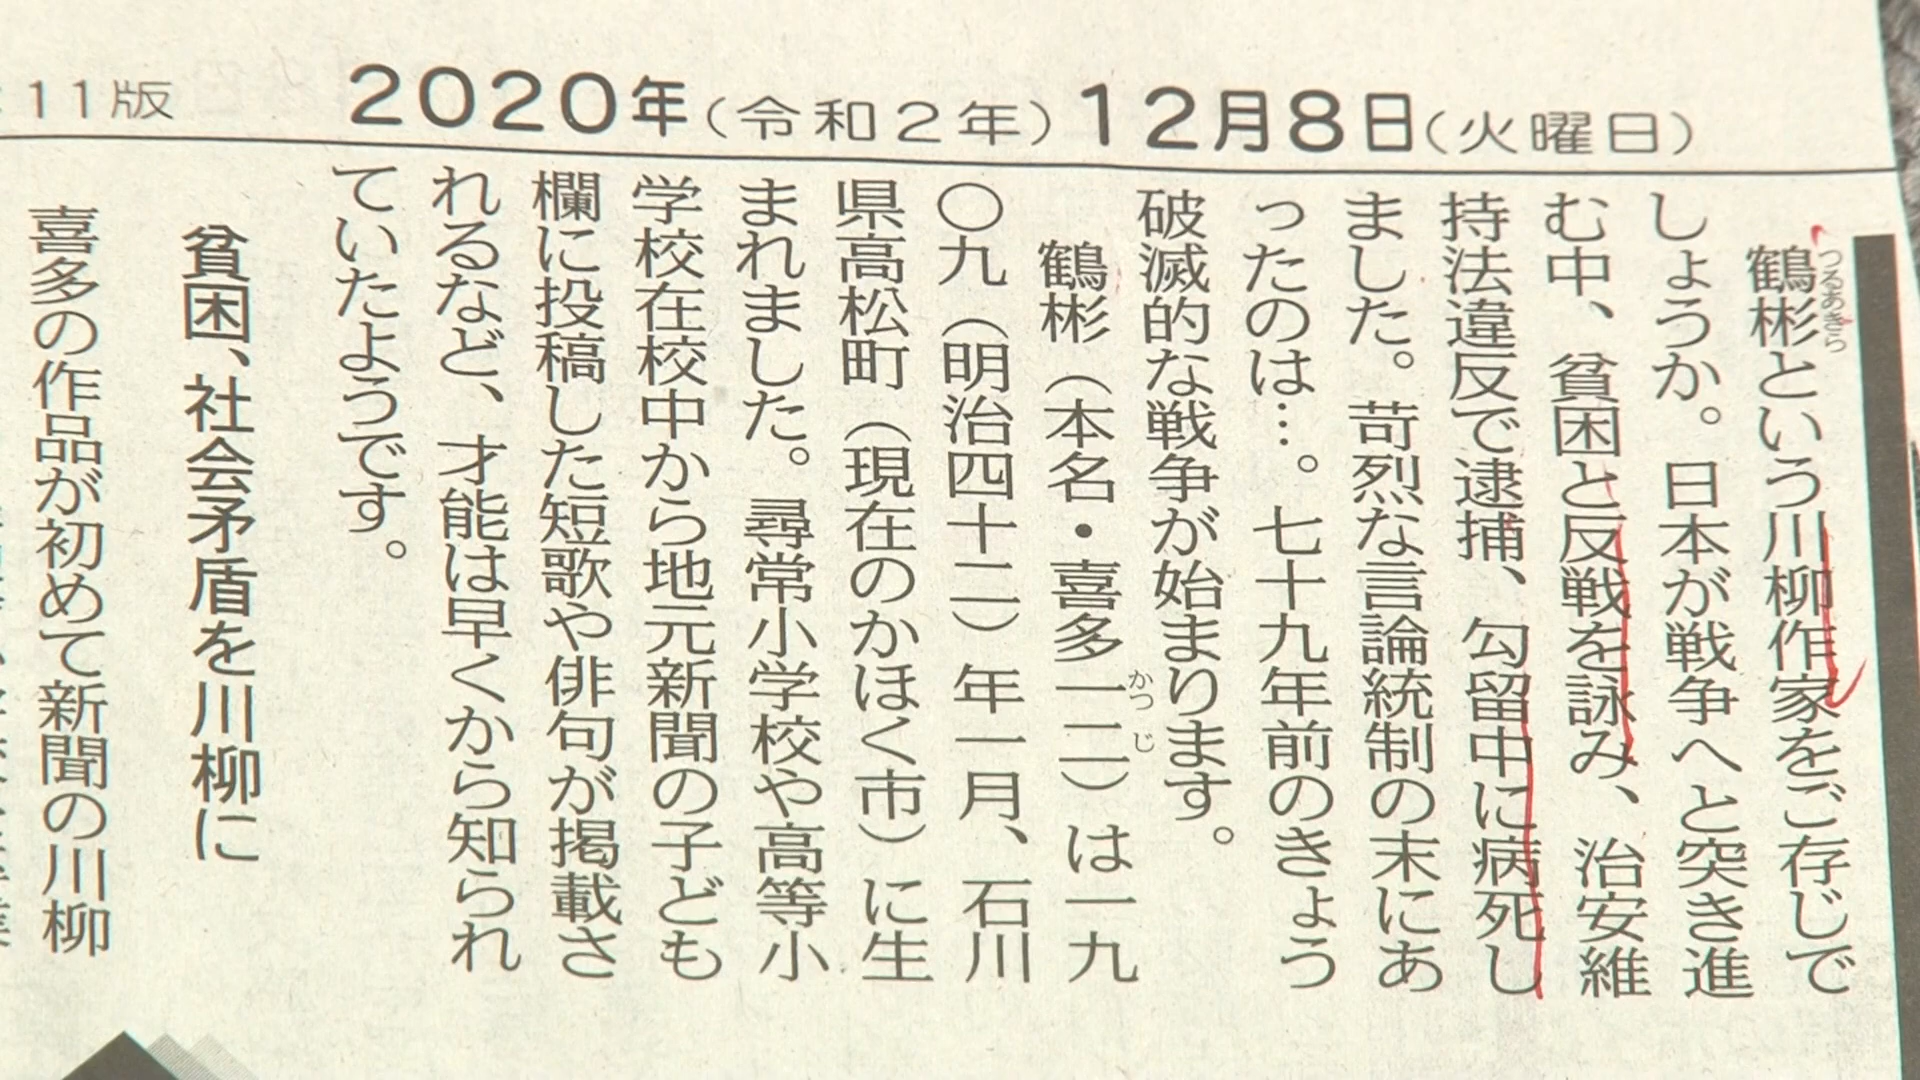 11版
2020年(令和2年)12月8日(火曜日)
鶴彬という川柳作家をご存じで
つるあきら
しょうか。日本が戦争へと突き進
む中、貧困と反戦を詠み、治安維
持法違反で逮捕、勾留中に病死し
ました。苛烈な言論統制の末にあ
ったのは…。七十九年前のきょう
破滅的な戦争が始まります。
鶴彬(本名・喜多一二)は一九
かつじ
〇九(明治四十二)年一月、石川
県高松町(現在のかほく市)に生
まれました。尋常小学校や高等小
学校在校中から地元新聞の子ども
欄に投稿した短歌や俳句が掲載さ
れるなど、才能は早くから知られ
ていたようです。
貧困、社会矛盾を川柳に
喜多の作品が初めて新聞の川柳